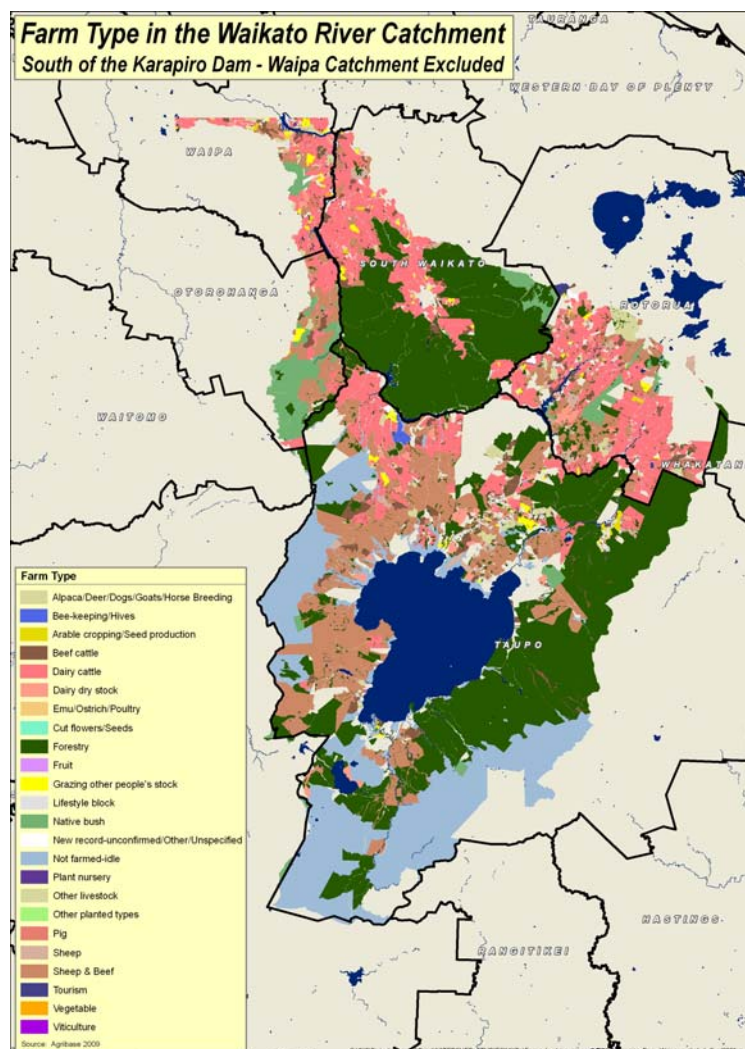 Farm Type in the Waikato River Catchment
South of the Karapiro Dam - Waipa Catchment Excluded
TAURANGA
WESTERN BAY OF PLENTY
WAIPA
SOUTH WAIKATO
OTOROHANGA
ROTORUA
WAITOMO
WHAKATAN
TAUPO
HASTINGS
RANGITIKEI
Farm Type
Alpaca/Deer/Dogs/Goats/Horse Breeding
Bee-keeping/Hives
Arable cropping/Seed production
Beef cattle
Dairy cattle
Dairy dry stock
Emu/Ostrich/Poultry
Cut flowers/Seeds
Forestry
Fruit
Grazing other people's stock
Lifestyle block
Native bush
New record-unconfirmed/Other/Unspecified
Not farmed-idle
Plant nursery
Other livestock
Other planted types
Pig
Sheep
Sheep & Beef
Tourism
Vegetable
Viticulture
Source: Agribase 2009